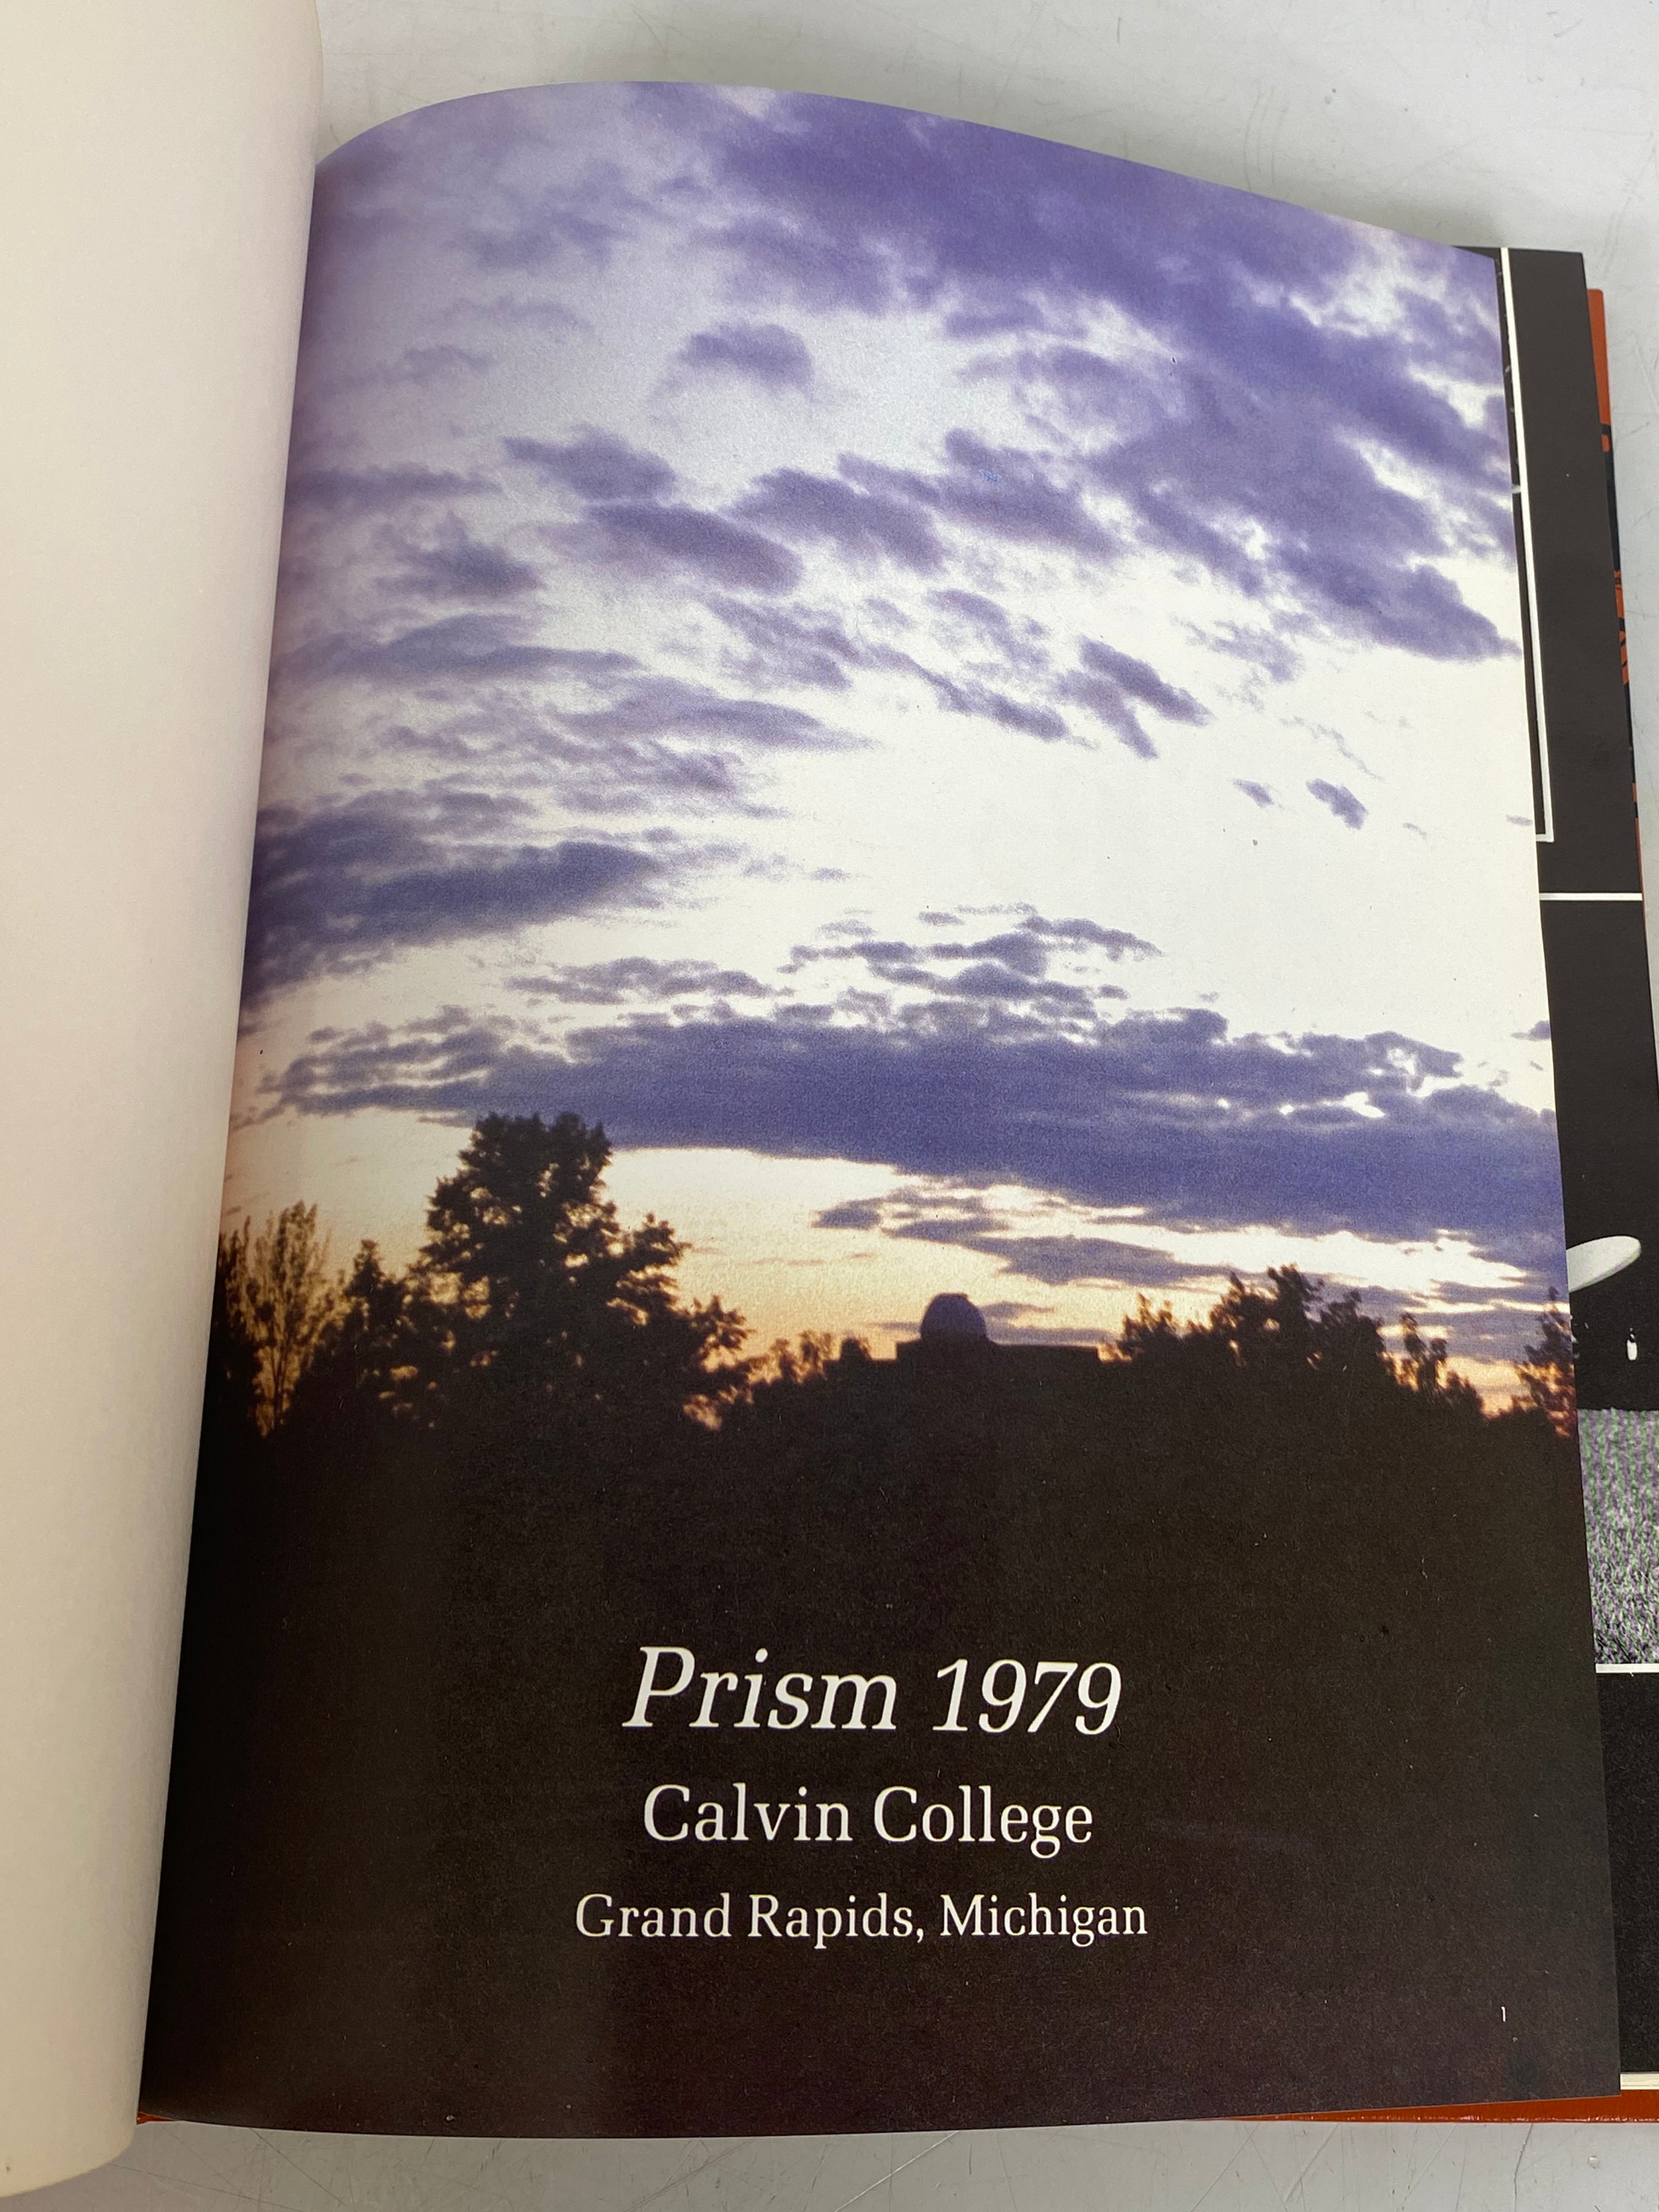 Prism 1979
Calvin College
Grand Rapids, Michigan
1